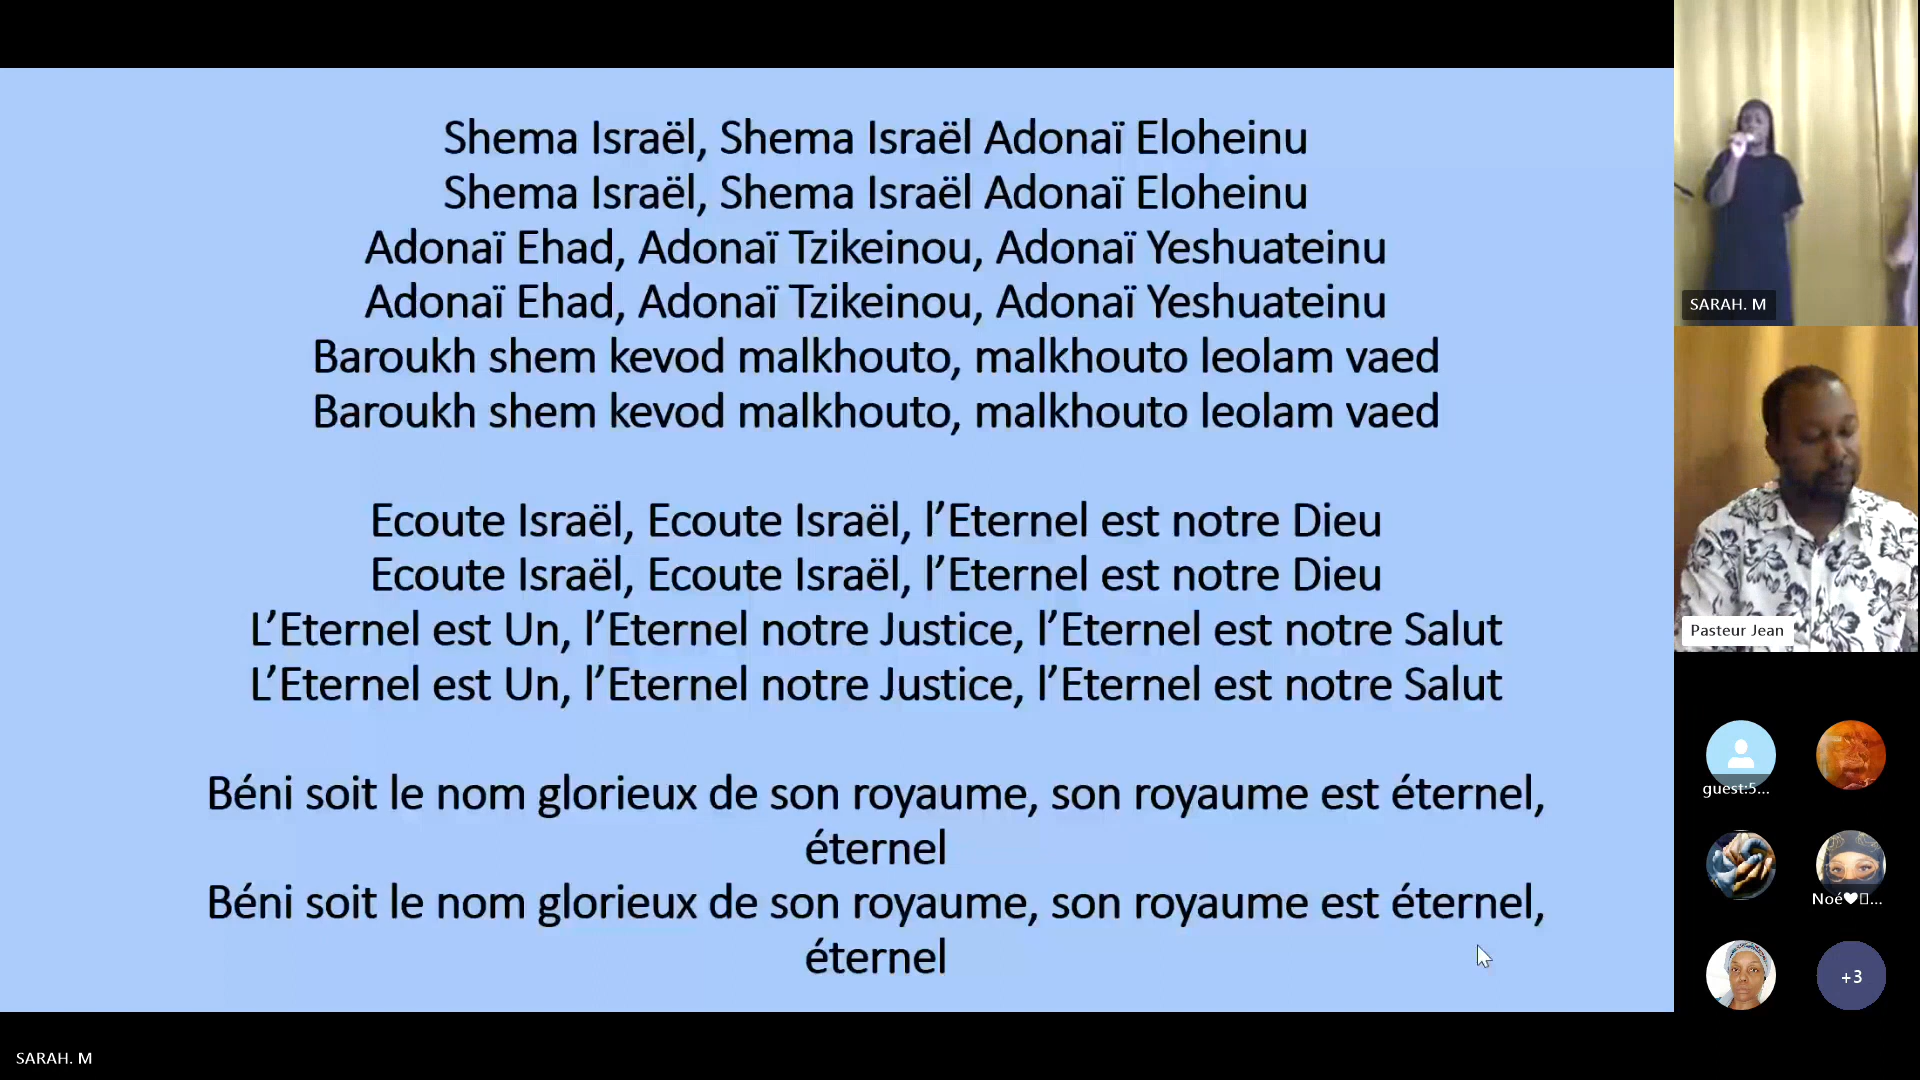 Shema Israël, Shema Israël Adonaï Eloheinu
Shema Israël, Shema Israël Adonaï Eloheinu
Adonaï Ehad, Adonaï Tzikeinou, Adonaï Yeshuateinu
Adonaï Ehad, Adonaï Tzikeinou, Adonaï Yeshuateinu
Baroukh shem kevod malkhouto, malkhouto leolam vaed
Baroukh shem kevod malkhouto, malkhouto leolam vaed
Ecoute Israël, Ecoute Israël, l’Eternel est notre Dieu
Ecoute Israël, Ecoute Israël, l’Eternel est notre Dieu
L’Eternel est Un, l’Eternel notre Justice, l’Eternel est notre Salut
L’Eternel est Un, l’Eternel notre Justice, l’Eternel est notre Salut
Béni soit le nom glorieux de son royaume, son royaume est éternel,
éternel
Béni soit le nom glorieux de son royaume, son royaume est éternel,
éternel
SARAH. M
Pasteur Jean
guest:5...
Noé♥▯...
+3
SARAH. M